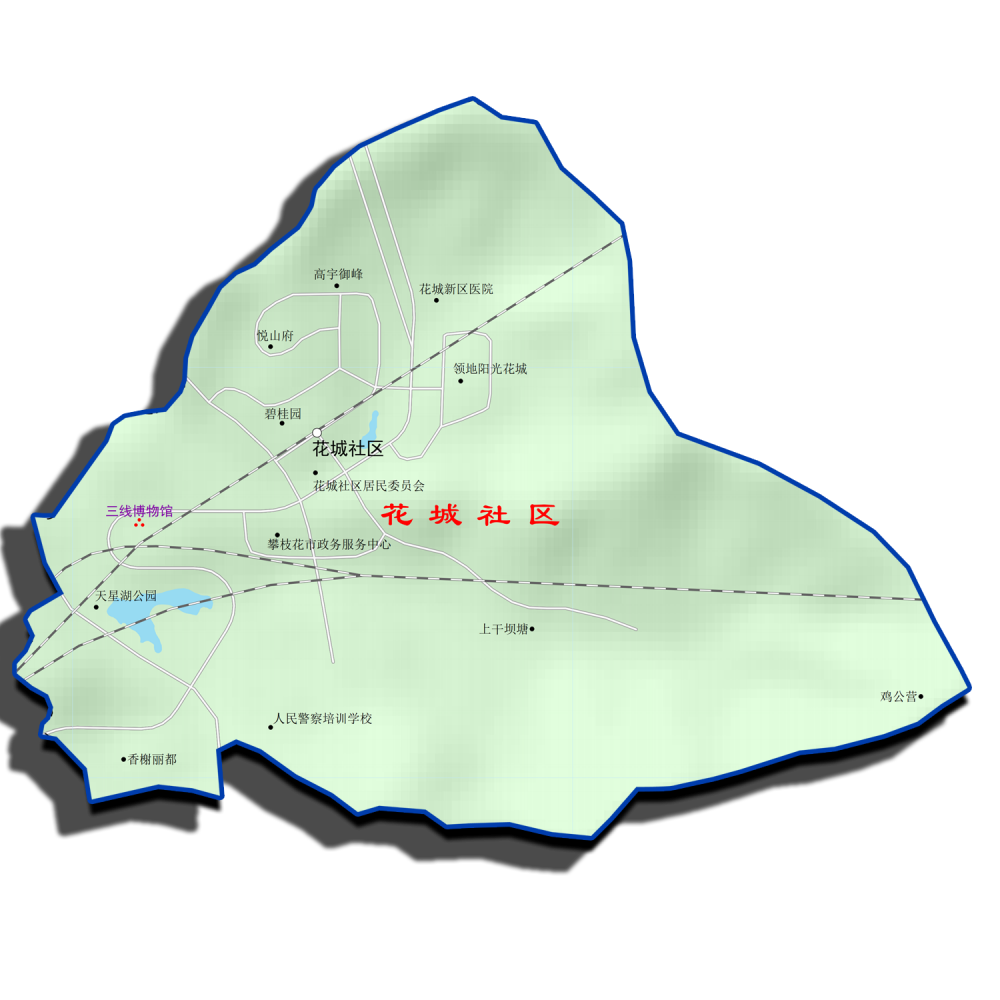 高宇御峰
花城新区医院
悦山府
领地阳光花城
碧桂园
花城社区
花城社区居民委员会
三线博物馆
花城社区
攀枝花市政务服务中心
天星湖公园
上干坝塘
鸡公营
人民警察培训学校
香榭丽都